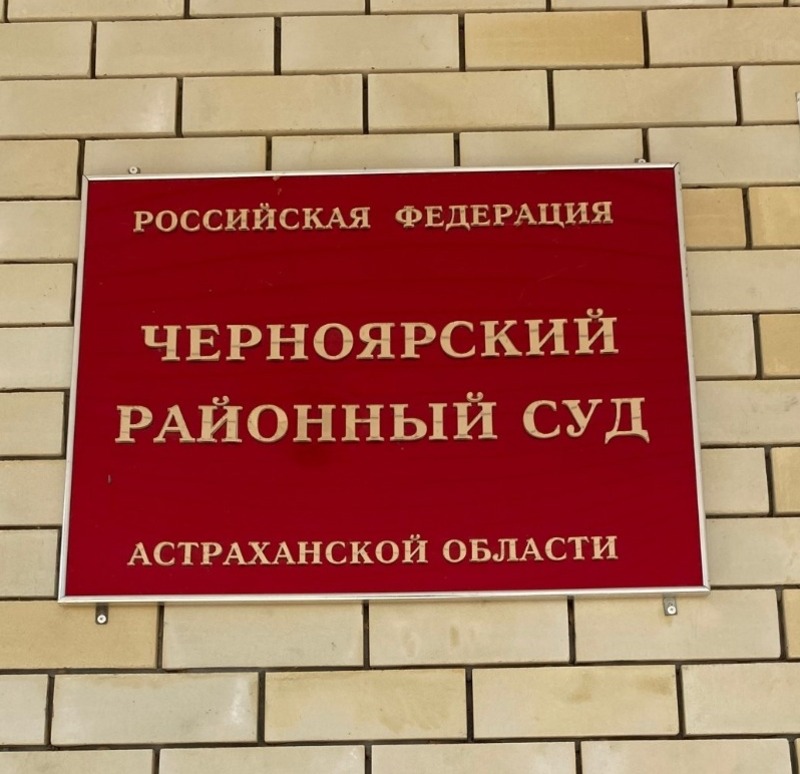 РОССИЙСКАЯ ФЕДЕРАЦИЯ
ЧЕРНОЯРСКИЙ
РАЙОННЫЙ СУД
АСТРАХАНСКОЙ ОБЛАСТИ